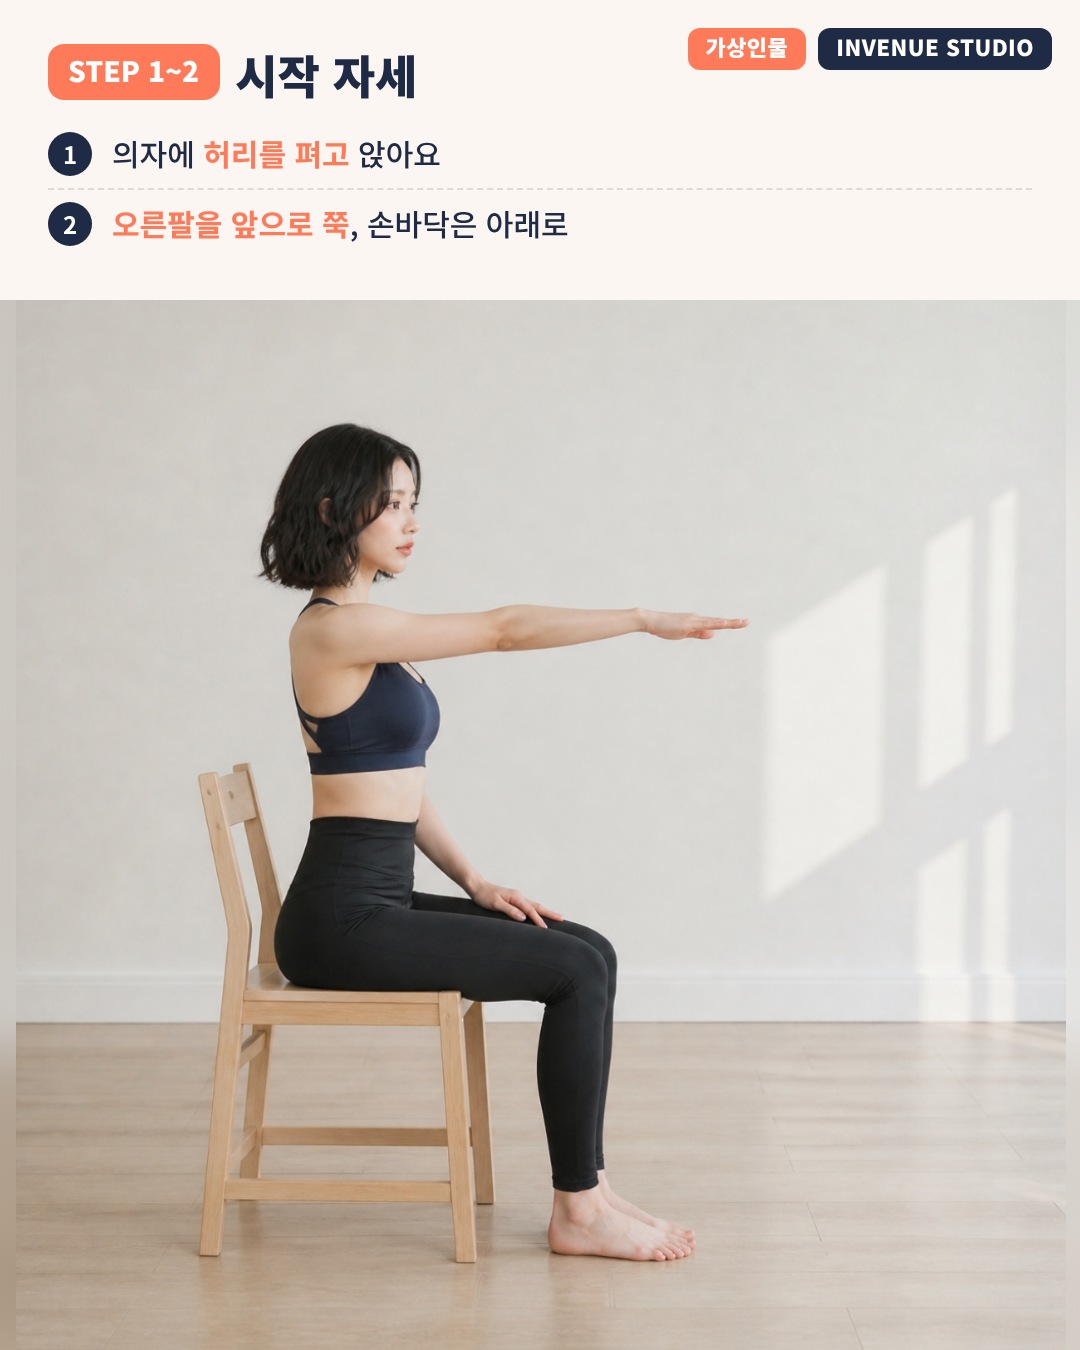 STEP 1~2 시작 자세
가상인물 INVENUE STUDIO
1 의자에 허리를 펴고 앉아요
2 오른팔을 앞으로 쭉, 손바닥은 아래로